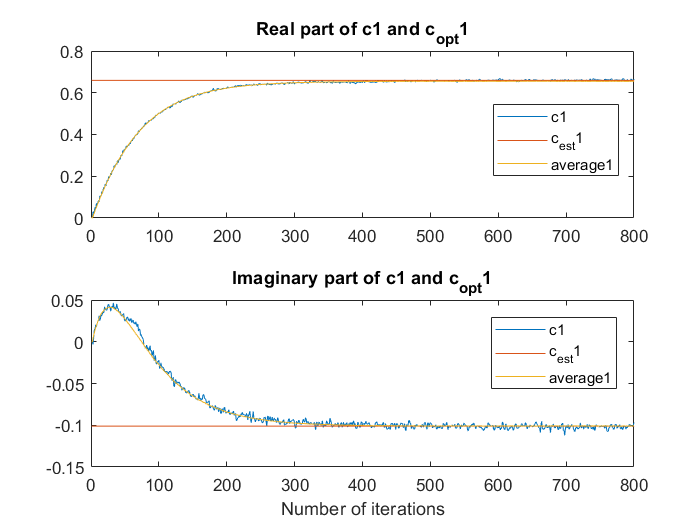 Real part of c1 and c_opt1
0.8
0.6
0.4
0.2
0
c1
c_est1
average1
0 100 200 300 400 500 600 700 800
Imaginary part of c1 and c_opt1
0.05
0
-0.05
-0.1
-0.15
c1
c_est1
average1
0 100 200 300 400 500 600 700 800
Number of iterations